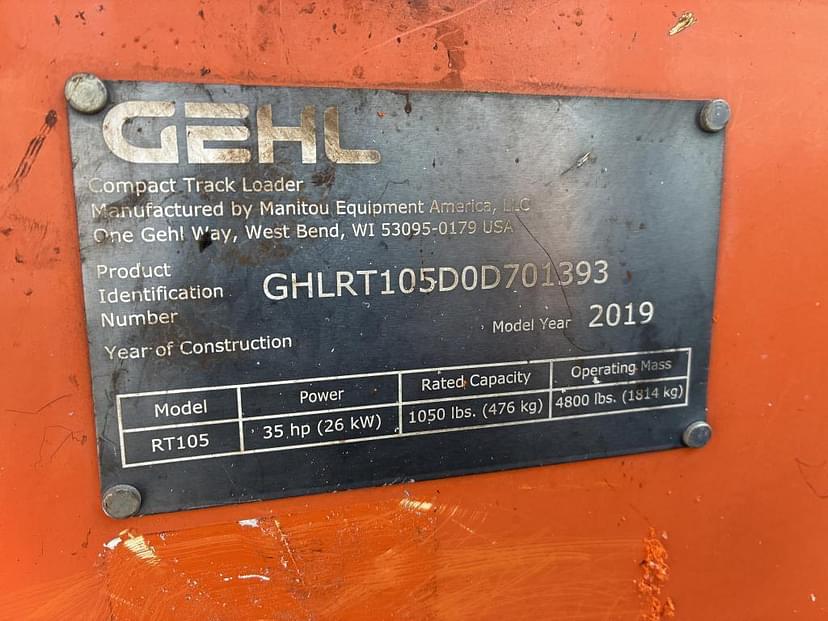 GEHL
Compact Track Loader
Manufactured by Manitou Equipment America, LLC
One Gehl Way, West Bend, WI 53095-0179 USA
Product
Identification
Number
GHLRT105D0D701393
Model Year 2019
Year of Construction
Model Power Rated Capacity Operating Mass
RT105 35 hp (26 kW) 1050 lbs. (476 kg) 4800 lbs. (1814 kg)